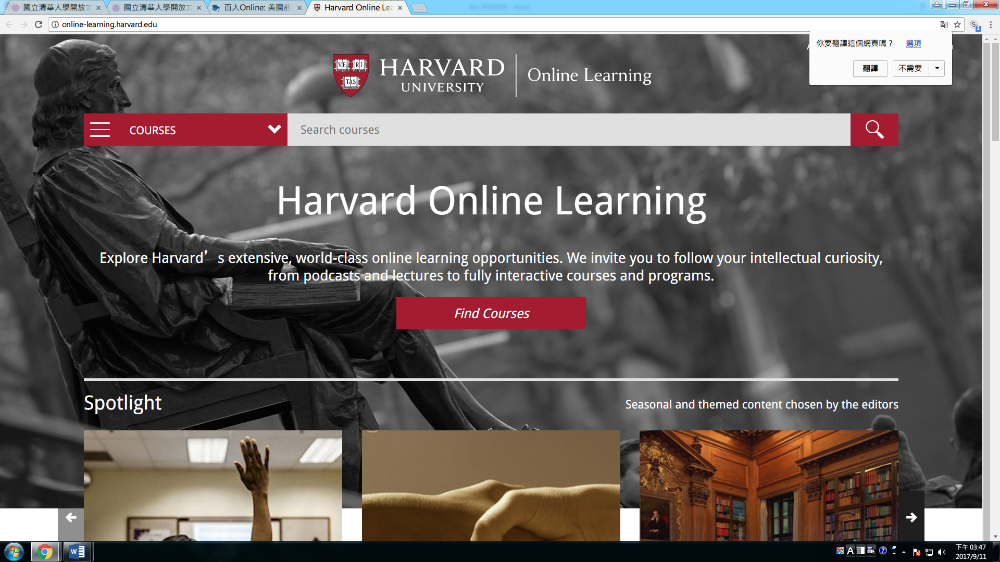 國立清華大學開放式
國立清華大學開放式
百大Online: 美國前
Harvard Online Lea
online-learning.harvard.edu
你要翻譯這個網頁嗎？ 選項
翻譯 不需要
VE RI
TAS
HARVARD
UNIVERSITY
Online Learning
COURSES
Search courses
Harvard Online Learning
Explore Harvard’s extensive, world-class online learning opportunities. We invite you to follow your intellectual curiosity,
from podcasts and lectures to fully interactive courses and programs.
Find Courses
Spotlight
Seasonal and themed content chosen by the editors
下午 03:47
2017/9/11